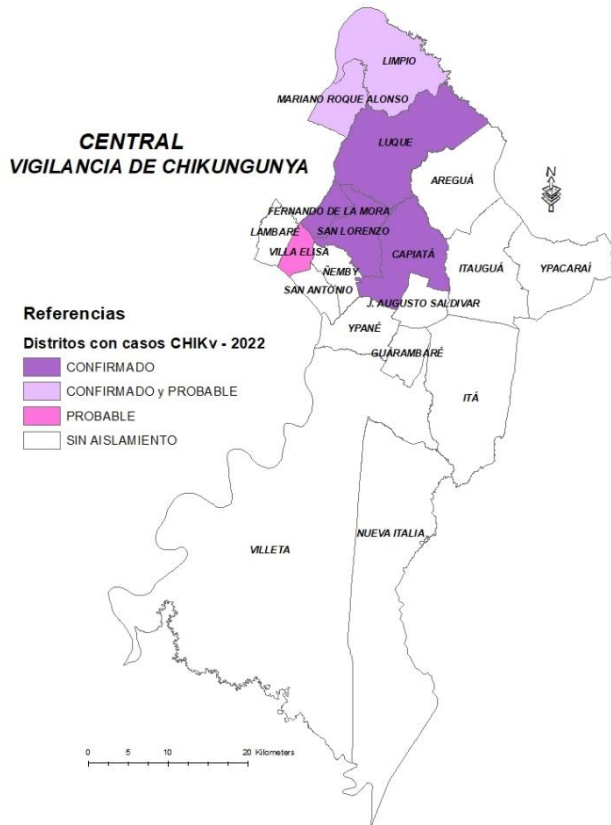 LIMPIO
MARIANO ROQUE ALONSO
CENTRAL
VIGILANCIA DE CHIKUNGUNYA
LUQUE
AREGUÁ
N
FERNANDO DE LA MORA
LAMBARÉ
SAN LORENZO
VILLA ELISA
CAPIATÁ
ITAUGUÁ
YPACARAÍ
ÑEMBY
SAN ANTONIO
J. AUGUSTO SALDIVAR
Referencias
YPANÉ
Distritos con casos CHIKv - 2022
GUARAMBARÉ
CONFIRMADO
CONFIRMADO y PROBABLE
ITÁ
PROBABLE
SIN AISLAMIENTO
NUEVA ITALIA
VILLETA
0 5 10 20 Kilometers